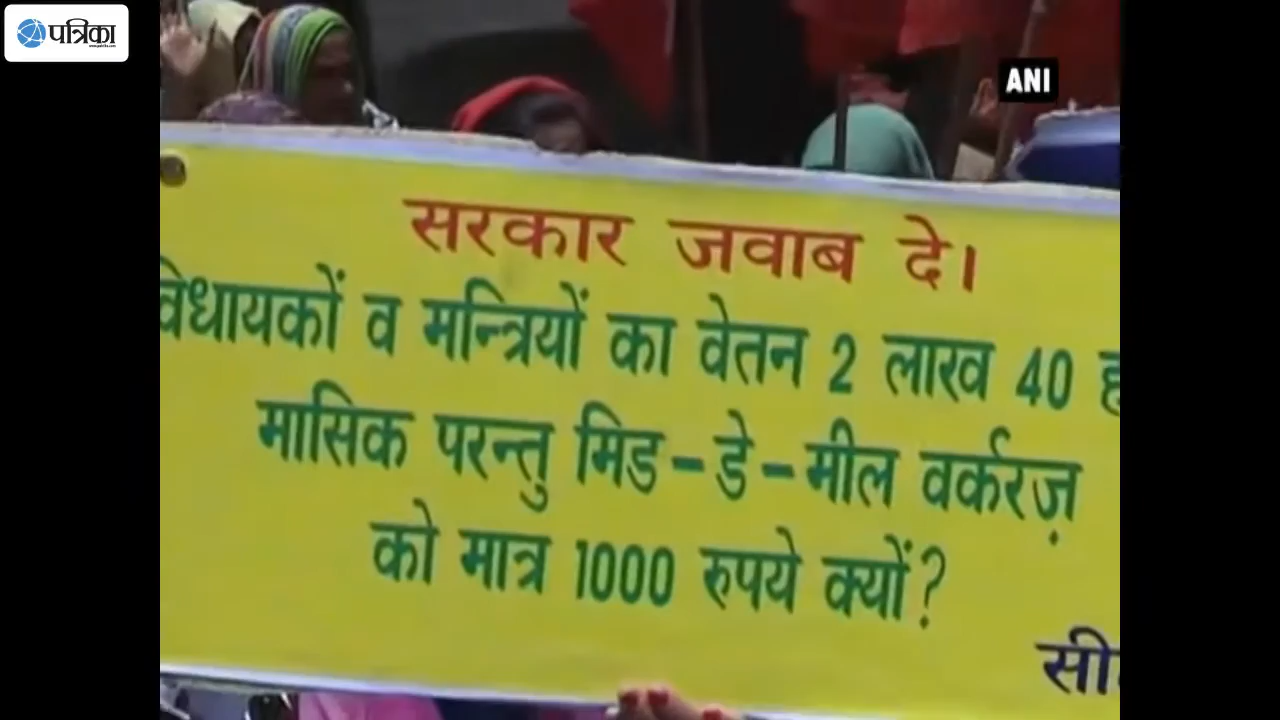 पत्रिका
ANI
सरकार जवाब दे।
विधायकों व मन्त्रियों का वेतन 2 लाख 40
मासिक परन्तु मिड-डे-मील वर्करज़
को मात्र 1000 रुपये क्यों?